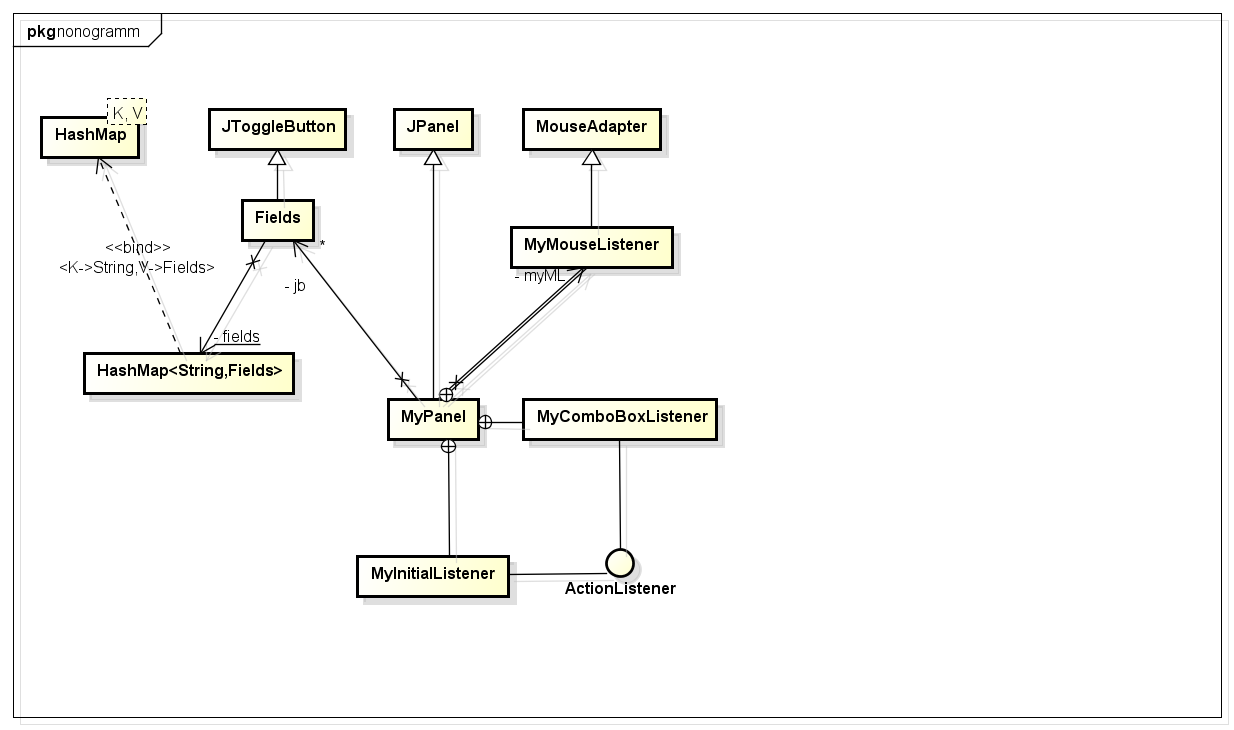 pkg nonogramm
K, V
HashMap
JToggleButton
JPanel
MouseAdapter
Fields
*
MyMouseListener
<<bind>>
<K->String,V->Fields>
- myML
- jb
- fields
HashMap<String,Fields>
MyPanel
MyComboBoxListener
MyInitialListener
ActionListener